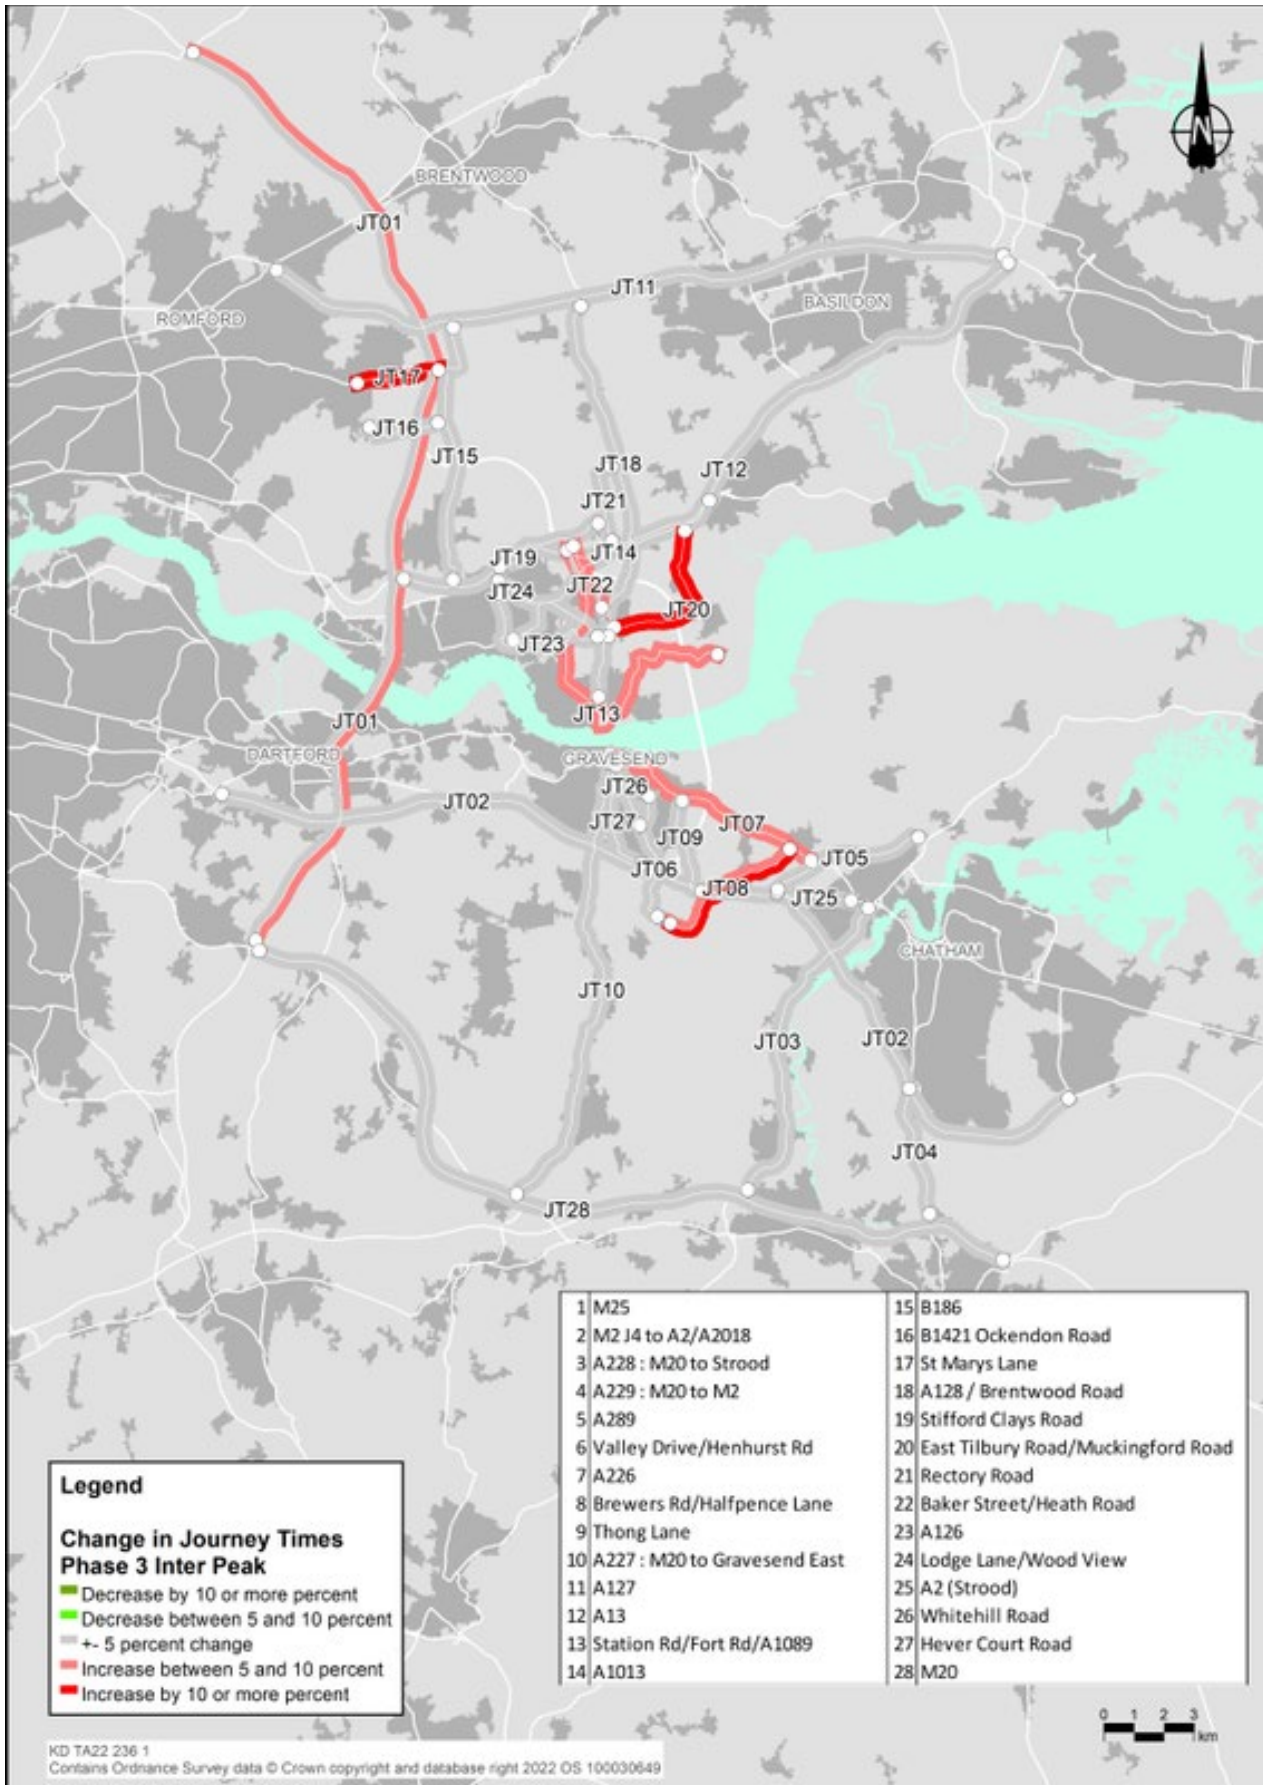 N
BRENTWOOD
JT01
JT11
BASILDON
ROMFORD
JT17
JT16
JT15
JT18
JT12
JT21
JT19
JT14
JT24
JT22
JT20
JT23
JT13
JT01
DARTFORD
GRAVESEND
JT26
JT02
JT07
JT27
JT09
JT05
JT06
JT08
JT25
CHATHAM
JT10
JT03
JT02
JT04
JT28
1 M25
2 M2 J4 to A2/A2018
3 A228 : M20 to Strood
4 A229 : M20 to M2
5 A289
6 Valley Drive/Henhurst Rd
7 A226
8 Brewers Rd/Halfpence Lane
9 Thong Lane
10 A227 : M20 to Gravesend East
11 A127
12 A13
13 Station Rd/Fort Rd/A1089
14 A1013
15 B186
16 B1421 Ockendon Road
17 St Marys Lane
18 A128 / Brentwood Road
19 Stifford Clays Road
20 East Tilbury Road/Muckingford Road
21 Rectory Road
22 Baker Street/Heath Road
23 A126
24 Lodge Lane/Wood View
25 A2 (Strood)
26 Whitehill Road
27 Hever Court Road
28 M20
Legend
Change in Journey Times
Phase 3 Inter Peak
Decrease by 10 or more percent
Decrease between 5 and 10 percent
+- 5 percent change
Increase between 5 and 10 percent
Increase by 10 or more percent
0 1 2 3
km
KD TA22 236 1
Contains Ordnance Survey data © Crown copyright and database right 2022 OS 100030649